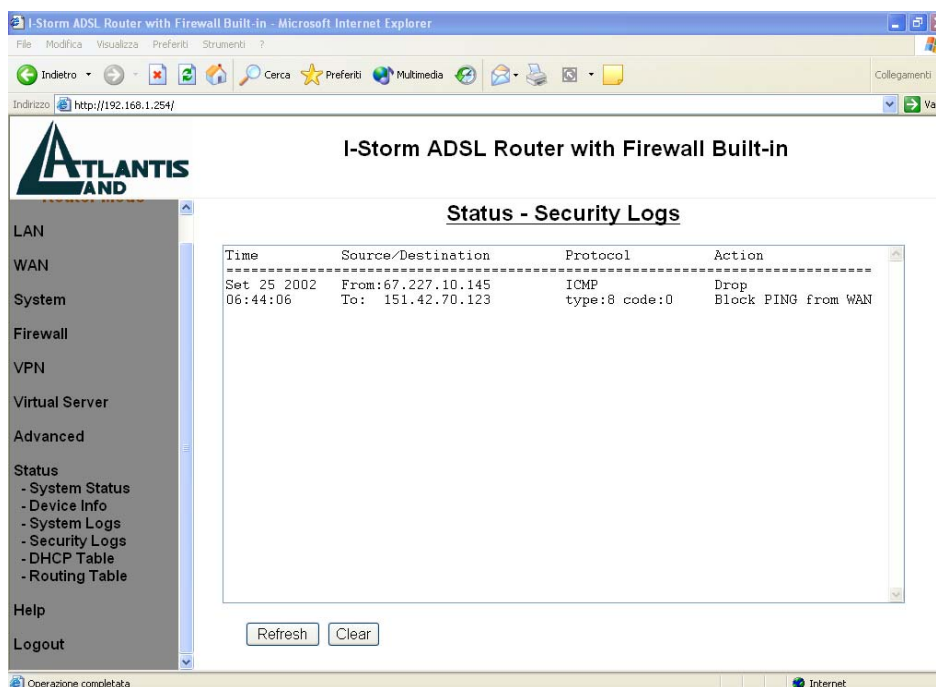 I-Storm ADSL Router with Firewall Built-in - Microsoft Internet Explorer
File Modifica Visualizza Preferiti Strumenti ?
Indietro Cerca Preferiti Multimedia Collegamenti
Indirizzo http://192.168.1.254/ Va
ATLANTIS
LAND
I-Storm ADSL Router with Firewall Built-in
Router Mode
LAN
WAN
System
Firewall
VPN
Virtual Server
Advanced
Status
- System Status
- Device Info
- System Logs
- Security Logs
- DHCP Table
- Routing Table
Help
Logout
Status - Security Logs
Time Source/Destination Protocol Action
================================================================================
Set 25 2002 From:67.227.10.145 ICMP Drop
06:44:06 To: 151.42.70.123 type:8 code:0 Block PING from WAN
Refresh Clear
Operazione completata Internet